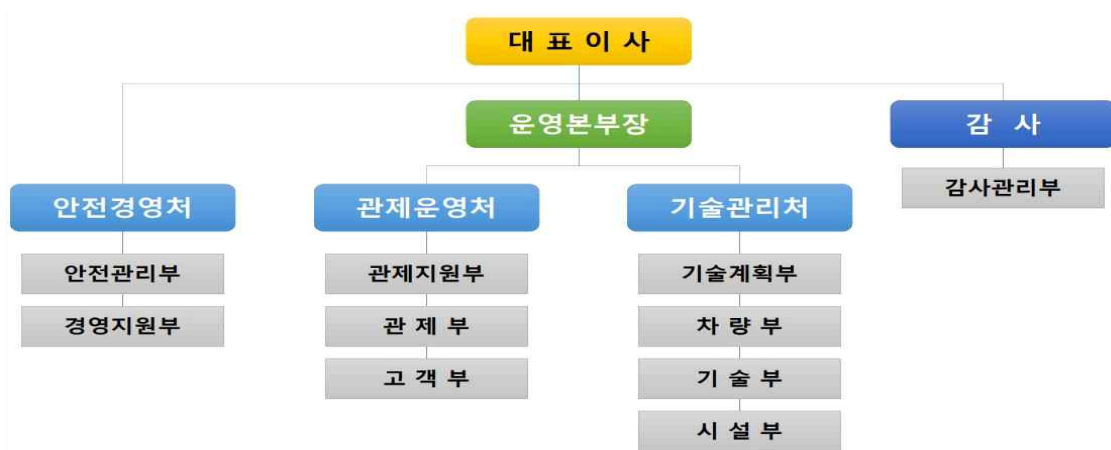 대 표 이 사
운영본부장
감 사
감사관리부
안전경영처
관제운영처
기술관리처
안전관리부
관제지원부
기술계획부
경영지원부
관 제 부
차 량 부
고 객 부
기 술 부
시 설 부